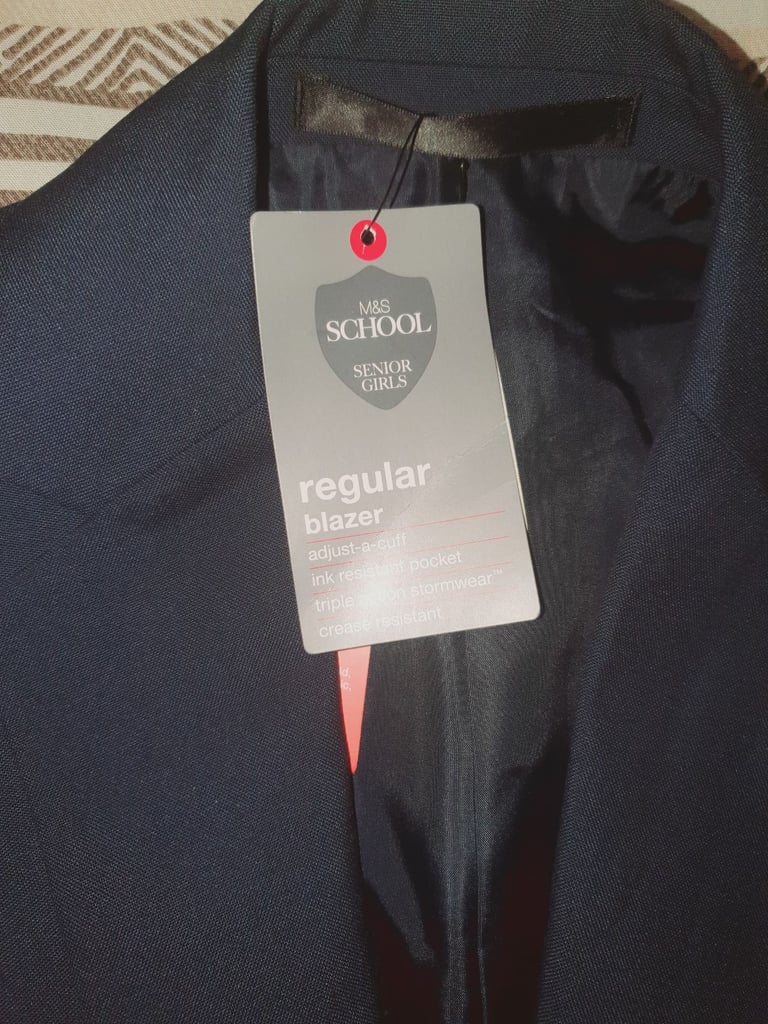 M&S
SCHOOL
SENIOR
GIRLS
regular
blazer
adjust-a-cuff
ink resistant pocket
triple action stormwear™
crease resistant